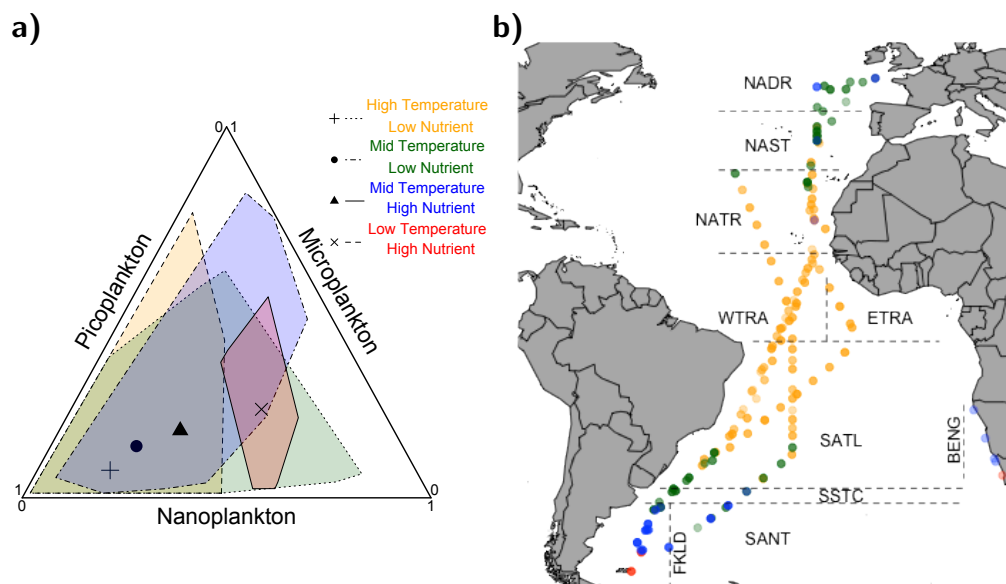 a)
High Temperature
Low Nutrient
Mid Temperature
Low Nutrient
Mid Temperature
High Nutrient
Low Temperature
High Nutrient
0 1
Picoplankton
Microplankton
1
0
0
1
Nanoplankton
b)
NADR
NAST
NATR
WTRA
ETRA
SATL
BENG
SSTC
FKLD
SANT